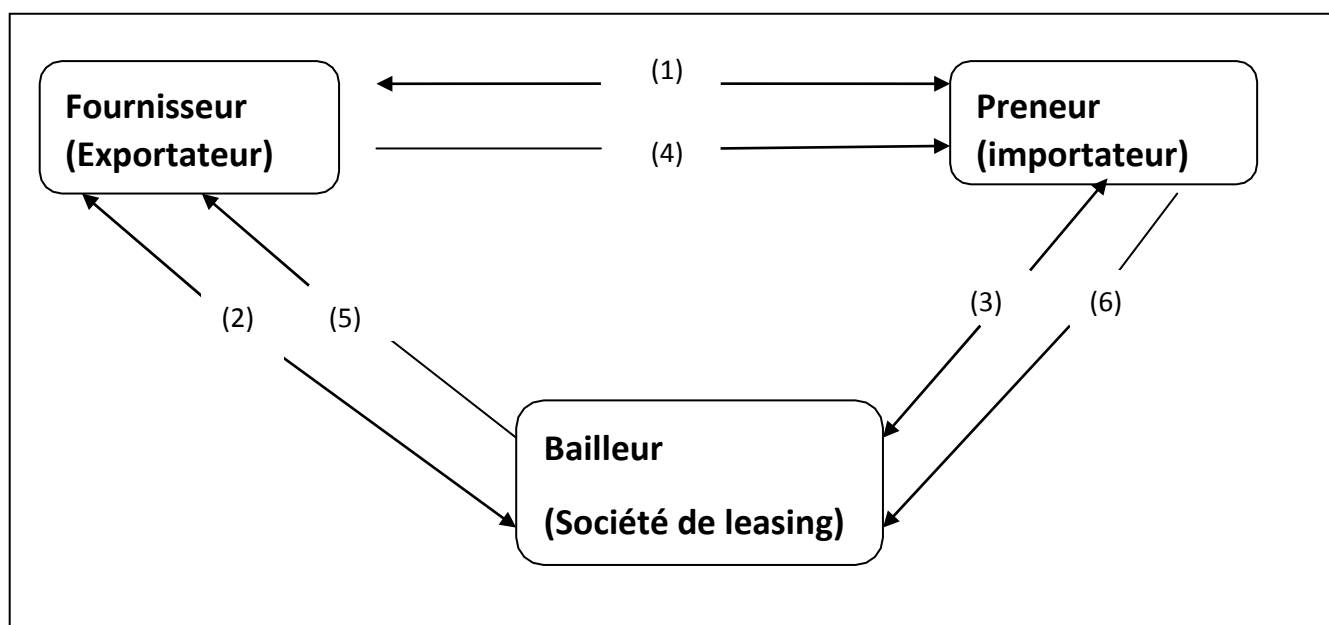 (1)
Fournisseur
(Exportateur)
Preneur
(importateur)
(4)
(2)
(5)
(3)
(6)
Bailleur
(Société de leasing)